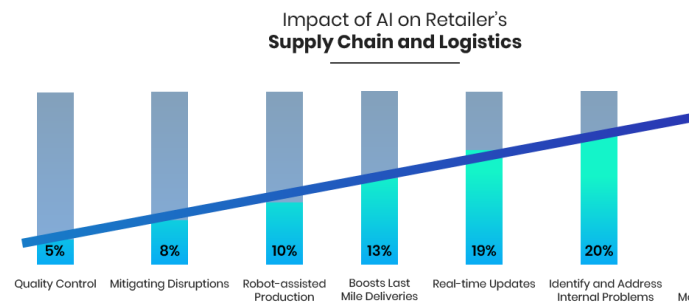 Impact of AI on Retailer's
Supply Chain and Logistics
5%
8%
10%
13%
19%
20%
Quality Control
Mitigating Disruptions
Robot-assisted
Production
Boosts Last
Mile Deliveries
Real-time Updates
Identify and Address
Internal Problems